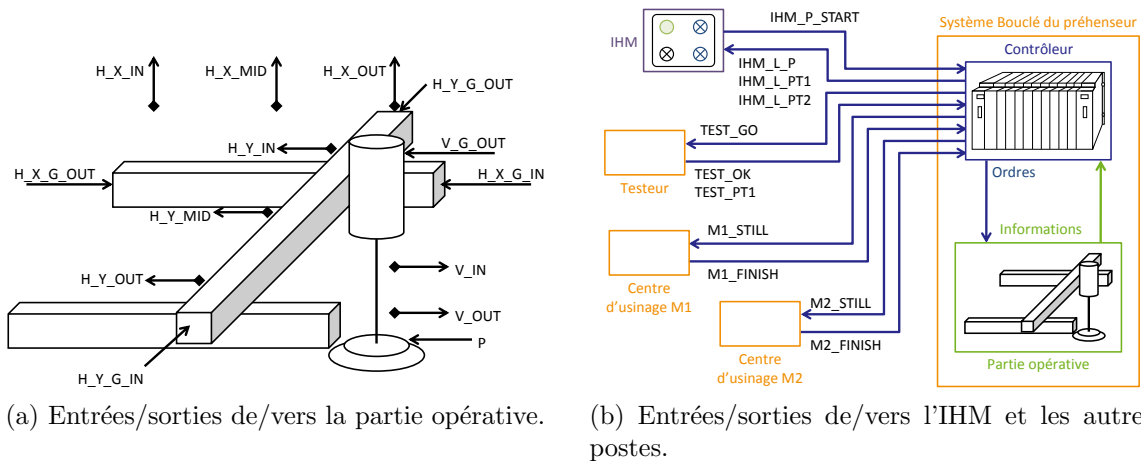 H_X_IN
H_X_MID
H_X_OUT
H_Y_G_OUT
H_Y_IN
V_G_OUT
H_X_G_OUT
H_X_G_IN
H_Y_MID
H_Y_OUT
V_IN
V_OUT
P
H_Y_G_IN
(a) Entrées/sorties de/vers la partie opérative.
IHM
IHM_P_START
IHM_L_P
IHM_L_PT1
IHM_L_PT2
Système Bouclé du préhenseur
Contrôleur
TEST_GO
Testeur
TEST_OK
TEST_PT1
Ordres
M1_STILL
Informations
M1_FINISH
Centre
d'usinage M1
M2_STILL
M2_FINISH
Centre
d'usinage M2
Partie opérative
(b) Entrées/sorties de/vers l'IHM et les autre
postes.